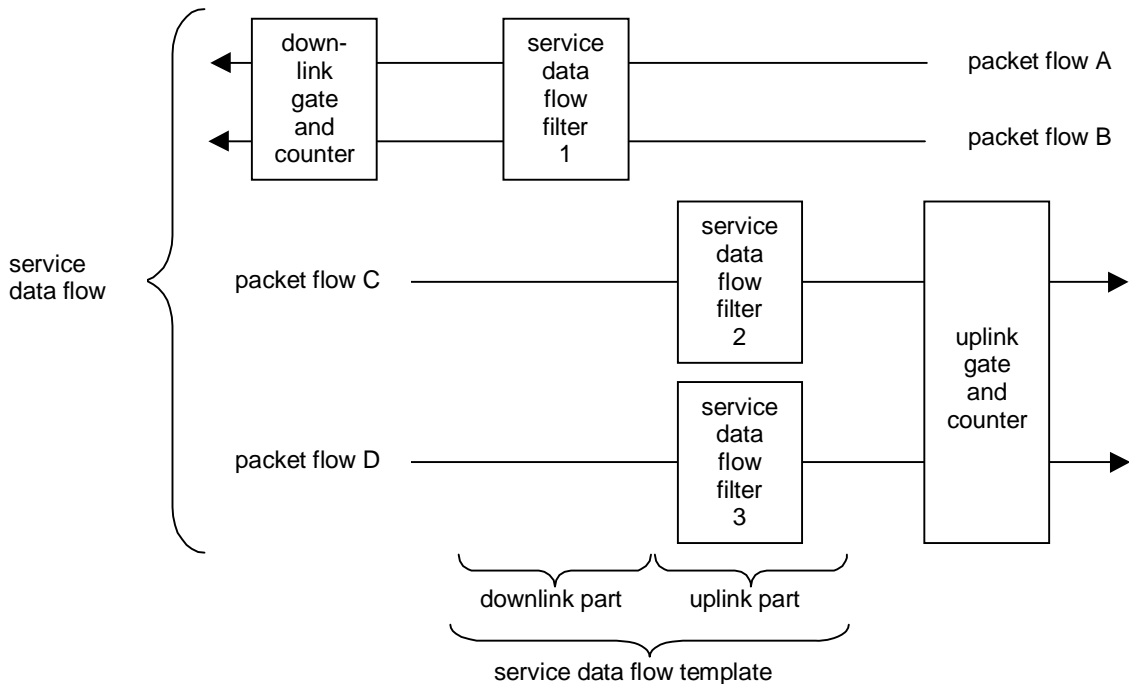 down-
link
gate
and
counter
service
data
flow
filter
1
packet flow A
packet flow B
service
data flow
packet flow C
service
data
flow
filter
2
uplink
gate
and
counter
packet flow D
service
data
flow
filter
3
downlink part
uplink part
service data flow template